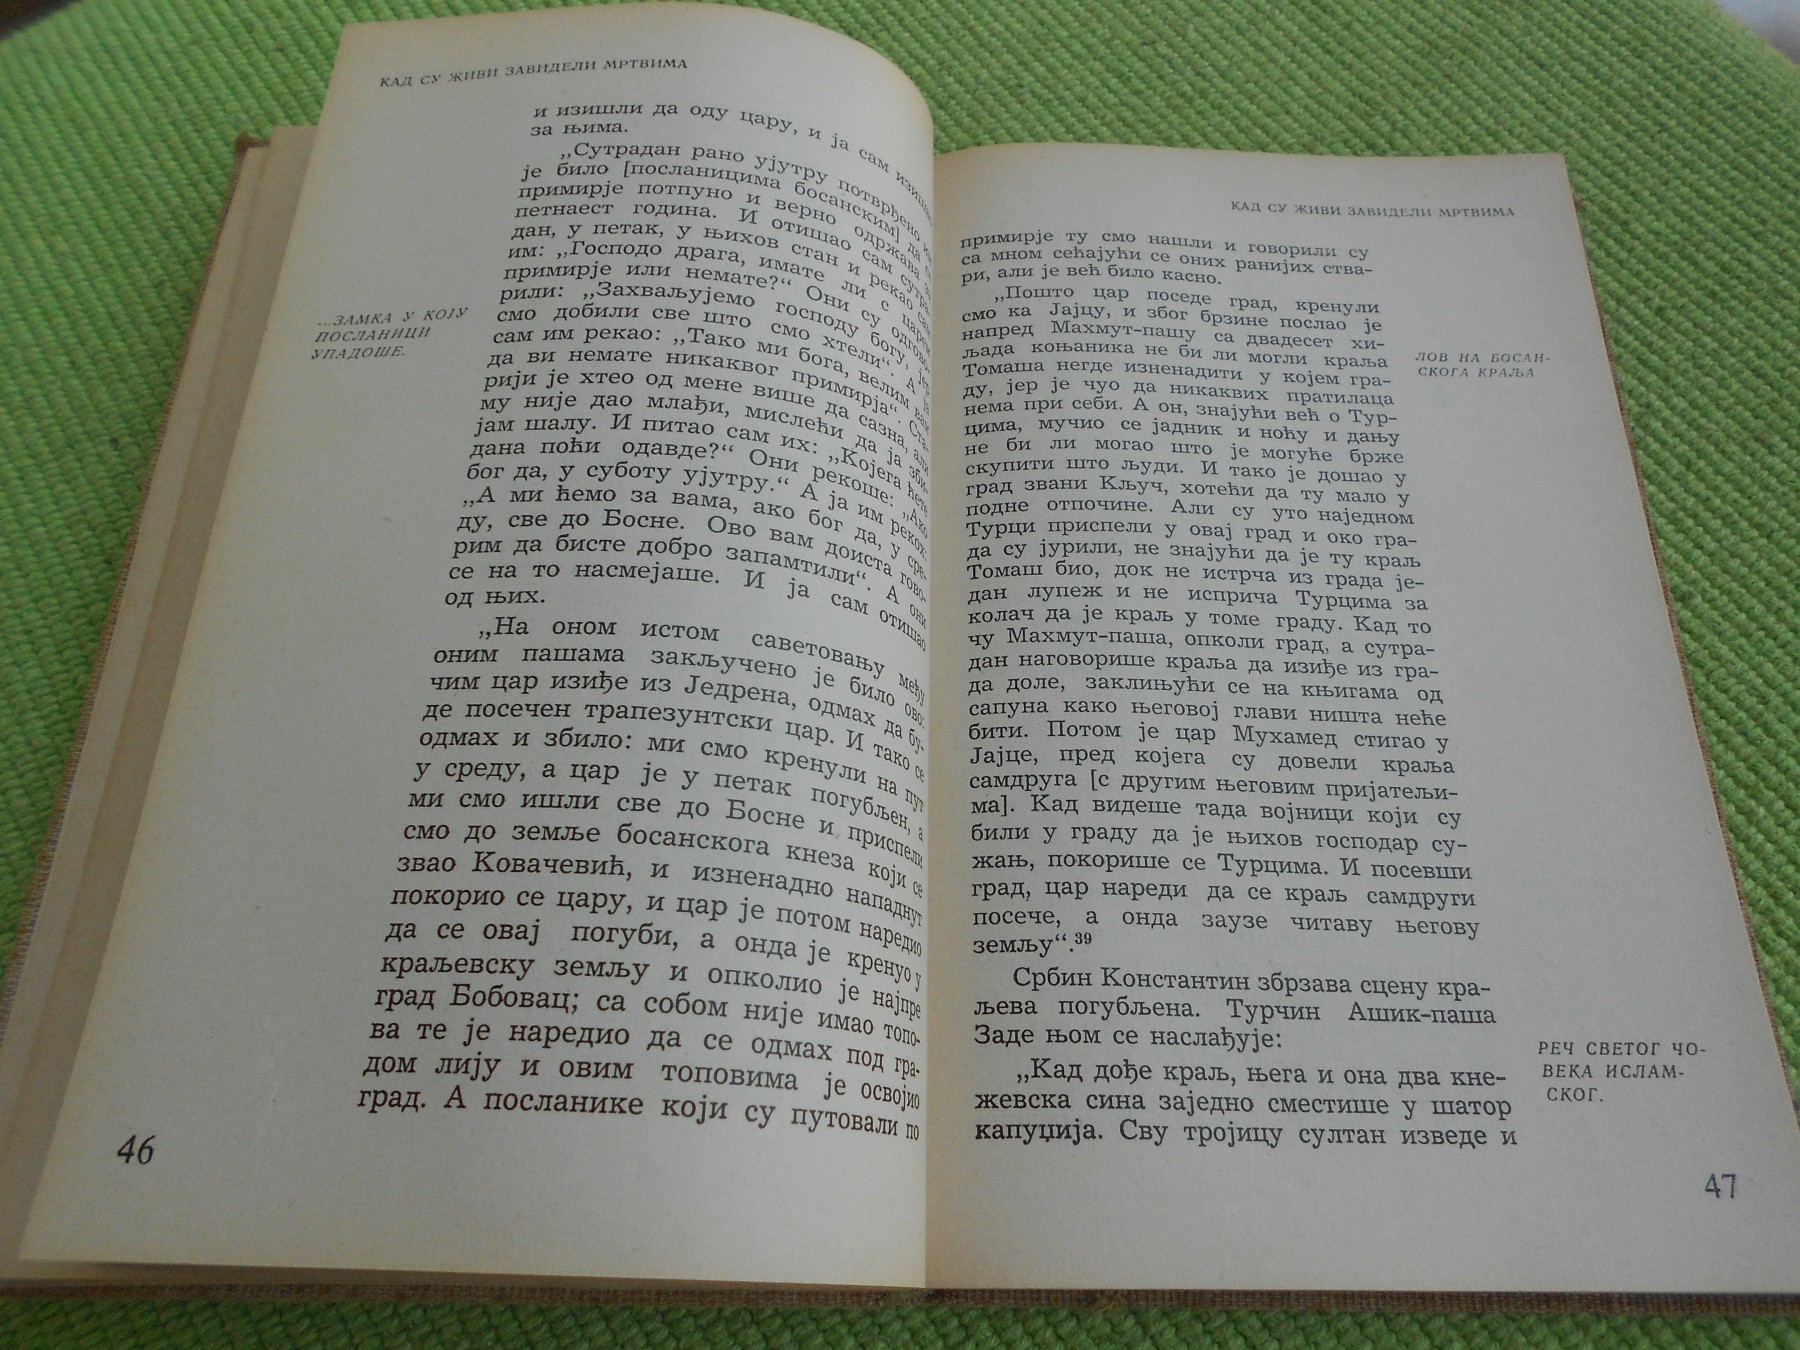 КАД СУ ЖИВИ ЗАВИДЕЛИ МРТВИМА
и изишли да оду цару, и ја сам изишао
за њима.
„Сутрадан рано ујутру потврђено
је било [посланицима босанским] да
примирје потпуно и верно одржава за
петнаест година. И отишао сам сутра-
дан, у петак, у њихов стан и рекао сам
им: „Господо драга, имате ли с царем
примирје или немате?“ Они су одгово-
рили: „Захваљујемо господу богу, јер
смо добили све што смо хтели“. А ја
сам им рекао: „Тако ми бога, велим вам
да ви немате никаквог примирја“. Ста-
рији је хтео од мене више да сазна, али
му није дао млађи, мислећи да ја збо-
јам шалу. И питао сам их: „Којега ћете
дана поћи одавде?“ Они рекоше: „Ако
бог да, у суботу ујутру.“ А ја им рекох:
„А ми ћемо за вама, ако бог да, у сре-
ду, све до Босне. Ово вам доиста гово-
рим да бисте добро запамтили“. А они
се на то насмејаше. И ја сам отишао
од њих.
...ЗАМКА У КОЈУ
ПОСЛАНИЦИ
УПАДОШЕ.
„На оном истом саветовању међу
оним пашама закључено је било ово:
чим цар изиђе из Једрена, одмах да бу-
де посечен трапезунтски цар. И тако се
одмах и збило: ми смо кренули на пут
у среду, а цар је у петак погубљен, а
ми смо ишли све до Босне и приспели
смо до земље босанскога кнеза који се
звао Ковачевић, и изненадно нападнут
покорио се цару, и цар је потом наредио
да се овај погуби, а онда је кренуо у
краљевску земљу и опколио је најпре
град Бобовац; са собом није имао топо-
ва те је наредио да се одмах под гра-
дом лију и овим топовима је освојио
град. А посланике који су путовали по
46
КАД СУ ЖИВИ ЗАВИДЕЛИ МРТВИМА
примирје ту смо нашли и говорили су
са мном сећајући се оних ранијих ства-
ри, али је већ било касно.
„Пошто цар поседе град, кренули
смо ка Јајцу, и због брзине послао је
напред Махмут-пашу са двадесет хи-
љада коњаника не би ли могли краља
Томаша негде изненадити у којем гра-
ду, јер је чуо да никаквих пратилаца
нема при себи. А он, знајући већ о Тур-
цима, мучио се јадник и ноћу и дању
не би ли могао што је могуће брже
скупити што људи. И тако је дошао у
град звани Кључ, хотећи да ту мало у
подне отпочине. Али су уто наједном
Турци приспели у овај град и око гра-
да су јурили, не знајући да је ту краљ
Томаш био, док не истрча из града је-
дан лупеж и не исприча Турцима за
колач да је краљ у томе граду. Кад то
чу Махмут-паша, опколи град, а сутра-
дан наговорише краља да изиђе из гра-
да доле, заклињући се на књигама од
сапуна како његовој глави ништа неће
бити. Потом је цар Мухамед стигао у
Јајце, пред којега су довели краља
самдруга [с другим његовим пријатељи-
ма]. Кад видеше тада војници који су
били у граду да је њихов господар су-
жањ, покорише се Турцима. И посевши
град, цар нареди да се краљ самдруги
посече, а онда заузе читаву његову
земљу“.³⁹
ЛОВ НА БОСАН-
СКОГА КРАЉА
Србин Константин збрзава сцену кра-
љева погубљена. Турчин Ашик-паша
Заде њом се наслађује:
„Кад дође краљ, њега и она два кне-
жевска сина заједно сместише у шатор
капуџија. Сву тројицу султан изведе и
РЕЧ СВЕТОГ ЧО-
ВЕКА ИСЛАМ-
СКОГ.
47